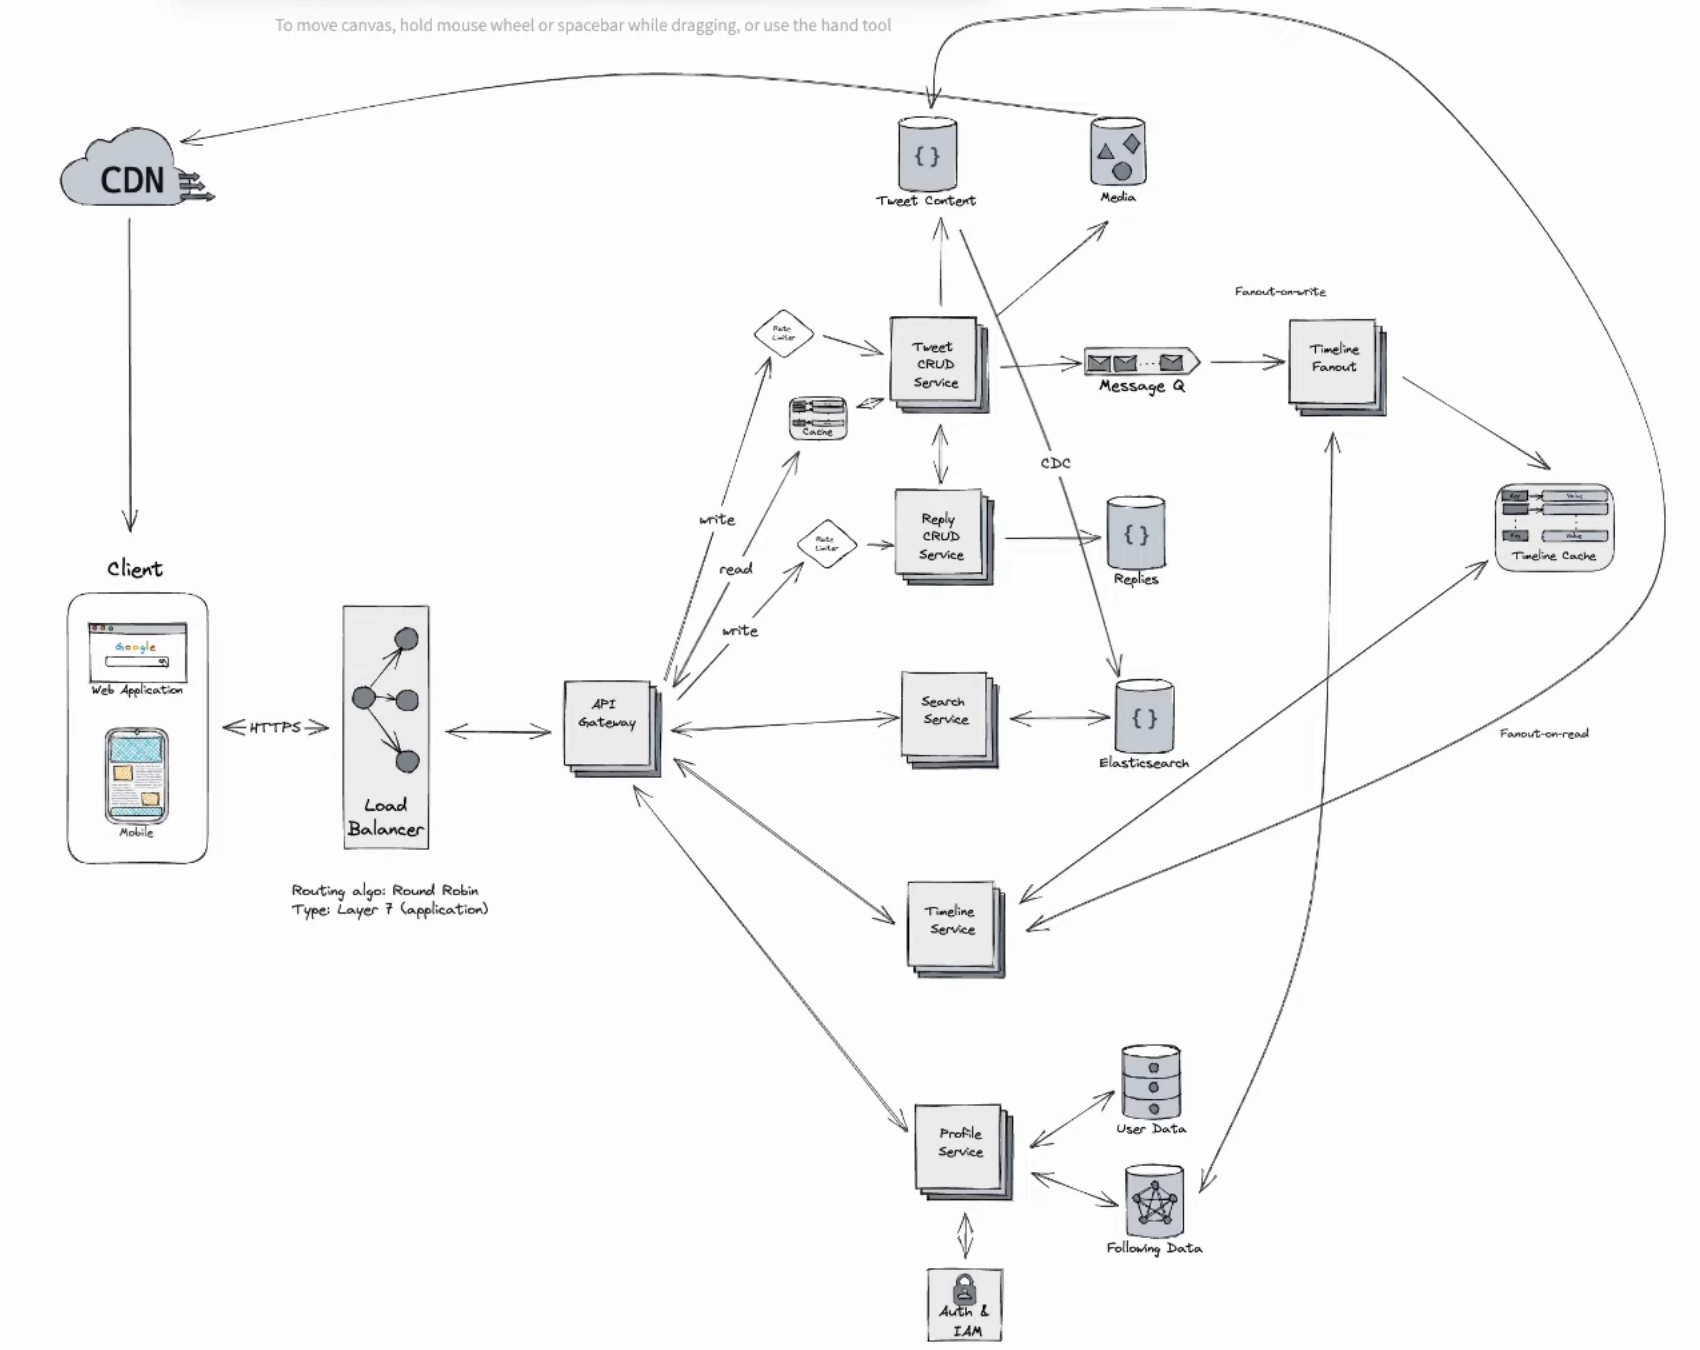 To move canvas, hold mouse wheel or spacebar while dragging, or use the hand tool
CDN
{ }
Tweet Content
Media
Fanout-on-write
Rate
Limiter
Tweet
CRUD
Service
Message Q
Timeline
Fanout
Cache
CDC
Key
Value
Key
Value
Timeline Cache
write
read
write
Rate
Limiter
Reply
CRUD
Service
{ }
Replies
Client
Google
Web Application
Mobile
HTTPS
Load
Balancer
Routing algo: Round Robin
Type: Layer 7 (application)
API
Gateway
Search
Service
{ }
Elasticsearch
Fanout-on-read
Timeline
Service
Profile
Service
User Data
Following Data
Auth &
IAM